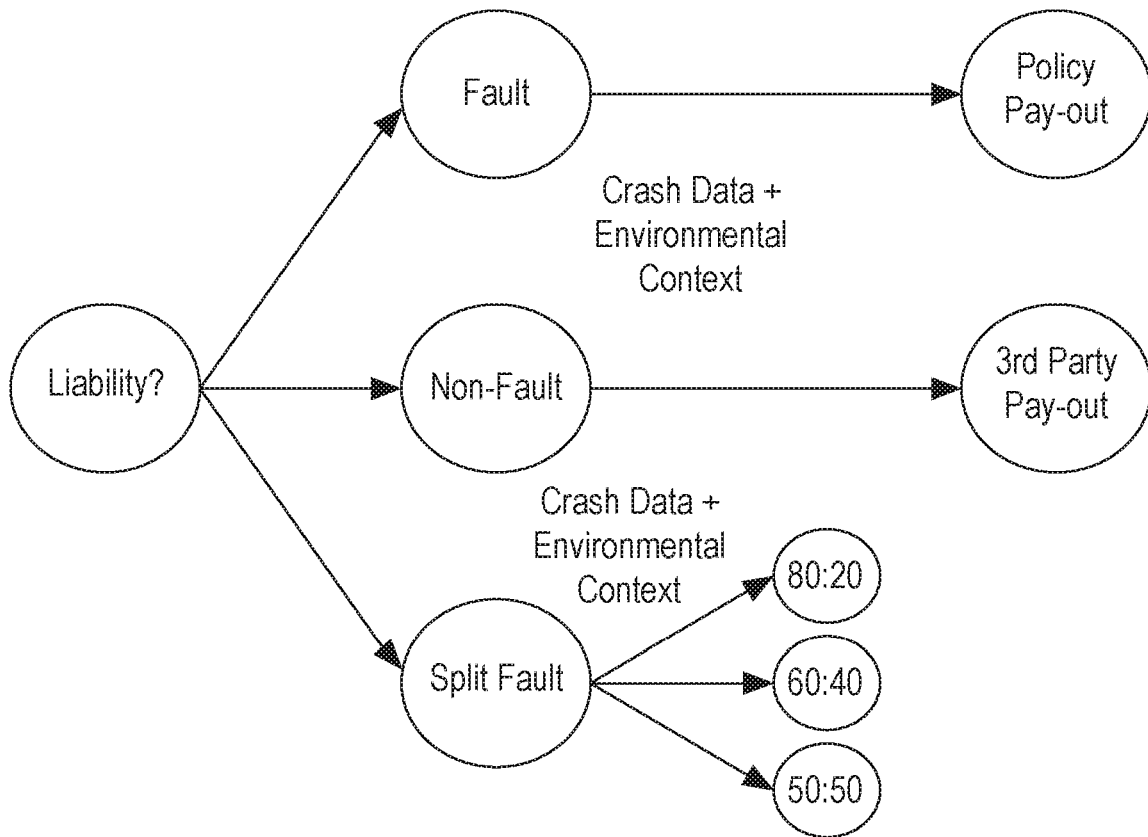 Fault
Policy
Pay-out
Crash Data +
Environmental
Context
Liability?
Non-Fault
3rd Party
Pay-out
Crash Data +
Environmental
Context
Split Fault
80:20
60:40
50:50